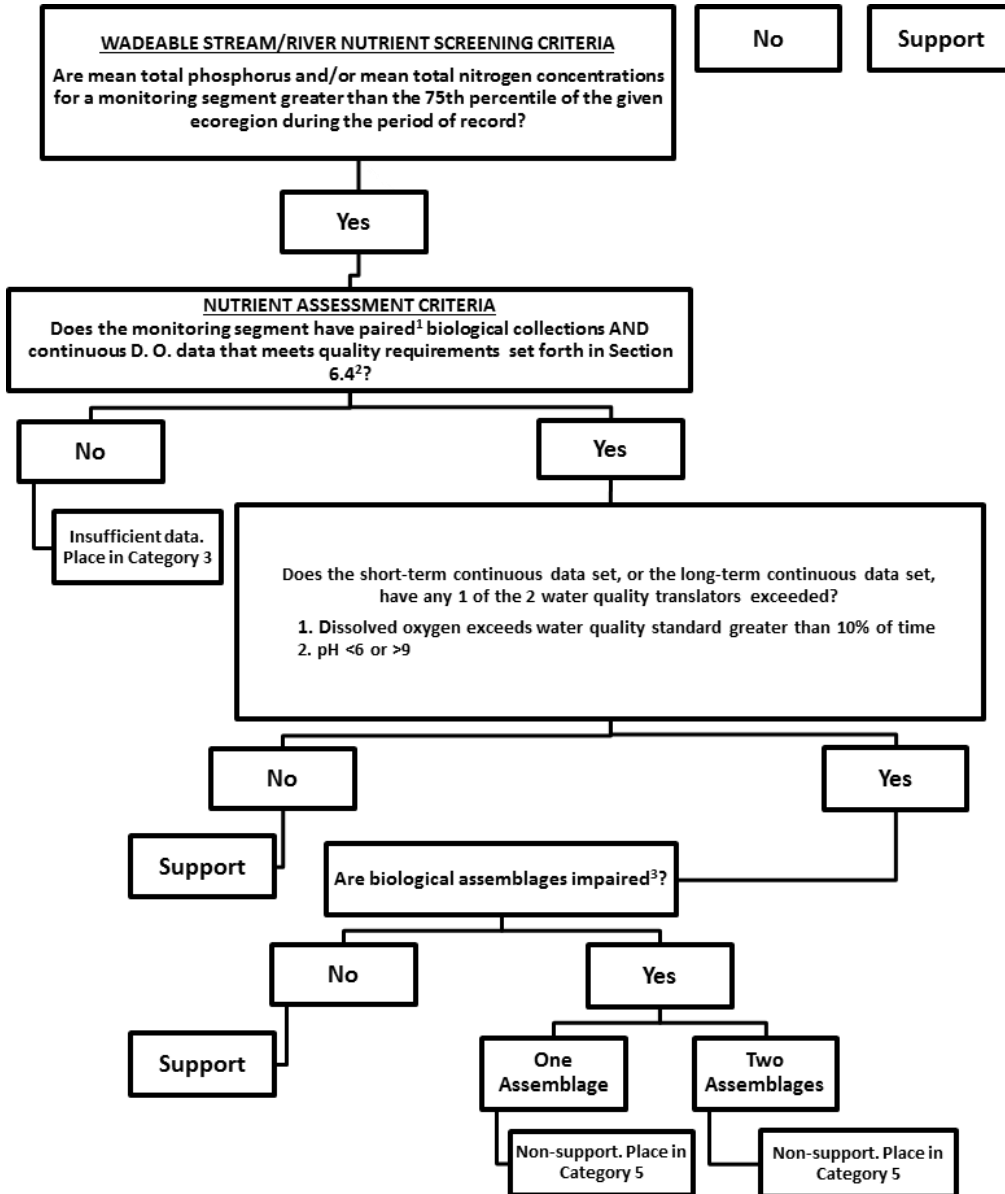 WADEABLE STREAM/RIVER NUTRIENT SCREENING CRITERIA
Are mean total phosphorus and/or mean total nitrogen concentrations
for a monitoring segment greater than the 75th percentile of the given
ecoregion during the period of record?
No
Support
Yes
NUTRIENT ASSESSMENT CRITERIA
Does the monitoring segment have paired¹ biological collections AND
continuous D. O. data that meets quality requirements set forth in Section
6.4²?
No
Yes
Insufficient data.
Place in Category 3
Does the short-term continuous data set, or the long-term continuous data set,
have any 1 of the 2 water quality translators exceeded?
1. Dissolved oxygen exceeds water quality standard greater than 10% of time
2. pH <6 or >9
No
Yes
Support
Are biological assemblages impaired³?
No
Yes
Support
One
Assemblage
Two
Assemblages
Non-support. Place in
Category 5
Non-support. Place in
Category 5